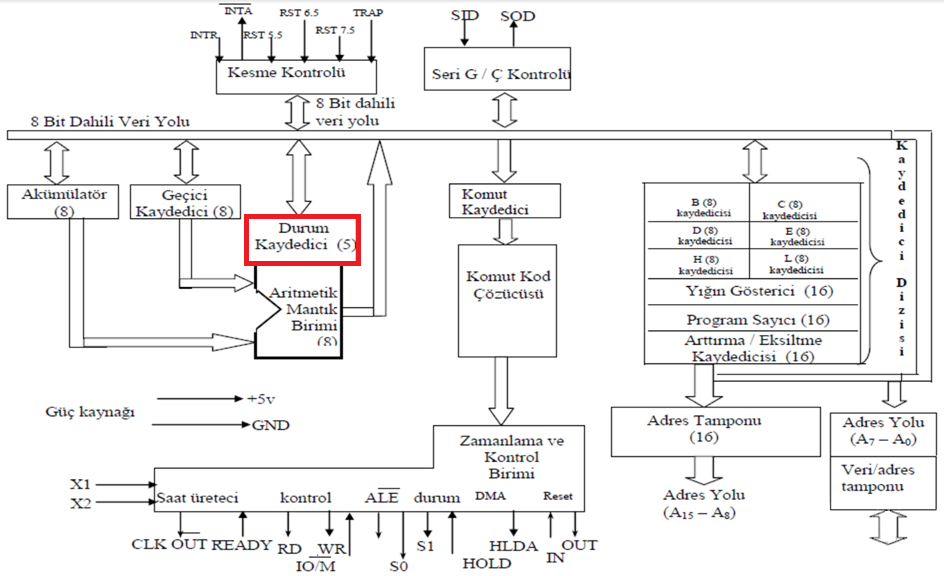 INTA
RST 6.5
TRAP
INTR
RST 5.5
RST 7.5
Kesme Kontrolü
SID
SOD
Seri G / Ç Kontrolü
8 Bit dahili
veri yolu
8 Bit Dahili Veri Yolu
Akümülatör
(8)
Geçici
Kaydedici (8)
Durum
Kaydedici (5)
Aritmetik
Mantık
Birimi
(8)
Komut
Kaydedici
Komut Kod
Çözücüsü
B (8)
kaydedicisi
C (8)
kaydedicisi
D (8)
kaydedicisi
E (8)
kaydedicisi
H (8)
kaydedicisi
L (8)
kaydedicisi
Yığın Gösterici (16)
Program Sayıcı (16)
Arttırma / Eksiltme
Kaydedicisi (16)
Kaydedici Dizisi
Güç kaynağı
+5v
GND
Adres Tamponu
(16)
Adres Yolu
(A7 – A0)
Veri/adres
tamponu
Adres Yolu
(A15 – A8)
Zamanlama ve
Kontrol
Birimi
X1
X2
Saat üreteci
kontrol
ALE
durum
DMA
Reset
CLK OUT
READY
RD
WR
IO/M
S0
S1
HOLD
HLDA
IN
OUT